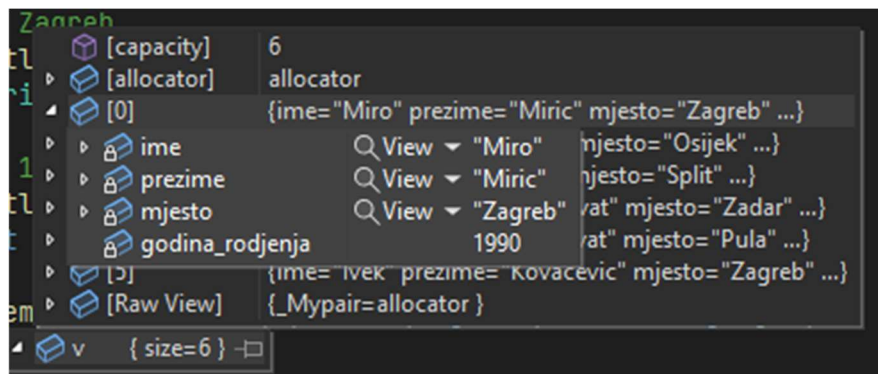 Zagreb
[capacity] 6
[allocator] allocator
[0] {ime="Miro" prezime="Miric" mjesto="Zagreb" ...}
ime View "Miro" mjesto="Osijek" ...}
prezime View "Miric" mjesto="Split" ...}
mjesto View "Zagreb" vat" mjesto="Zadar" ...}
godina_rodjenja 1990 vat" mjesto="Pula" ...}
[5] {ime="Ivek" prezime="Kovacevic" mjesto="Zagreb" ...}
[Raw View] {_Mypair=allocator }
v { size=6 }